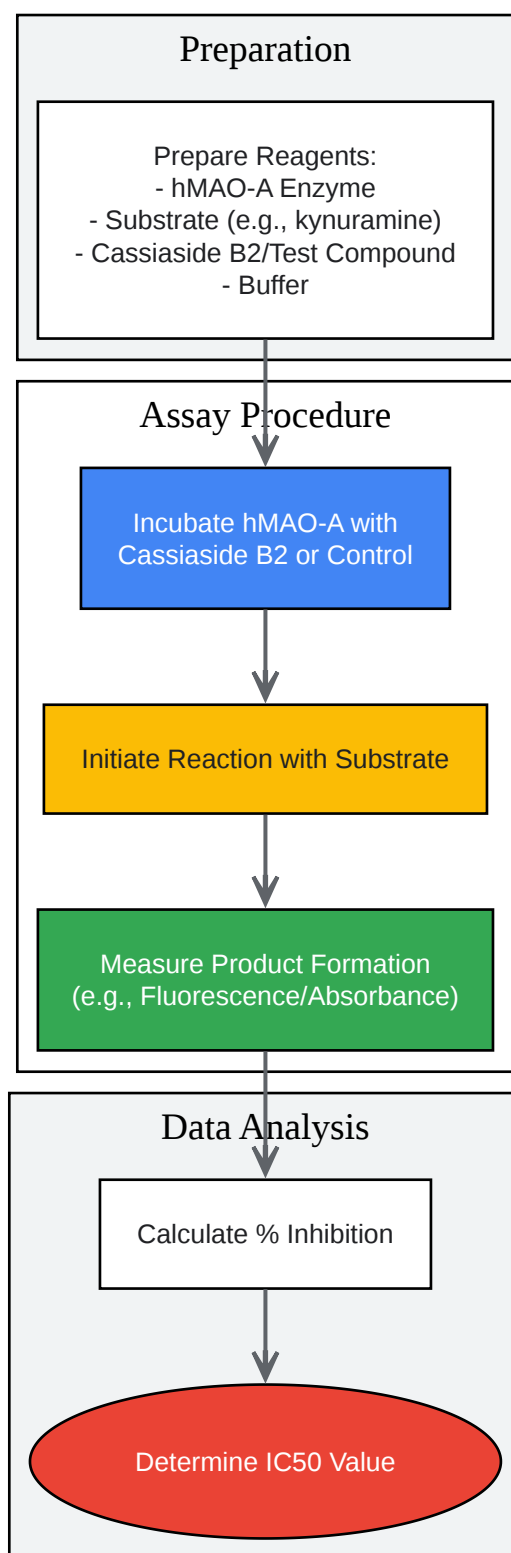 Preparation
Prepare Reagents:
- hMAO-A Enzyme
- Substrate (e.g., kynuramine)
- Cassiaside B2/Test Compound
- Buffer
Assay Procedure
Incubate hMAO-A with
Cassiaside B2 or Control
Initiate Reaction with Substrate
Measure Product Formation
(e.g., Fluorescence/Absorbance)
Data Analysis
Calculate % Inhibition
Determine IC50 Value